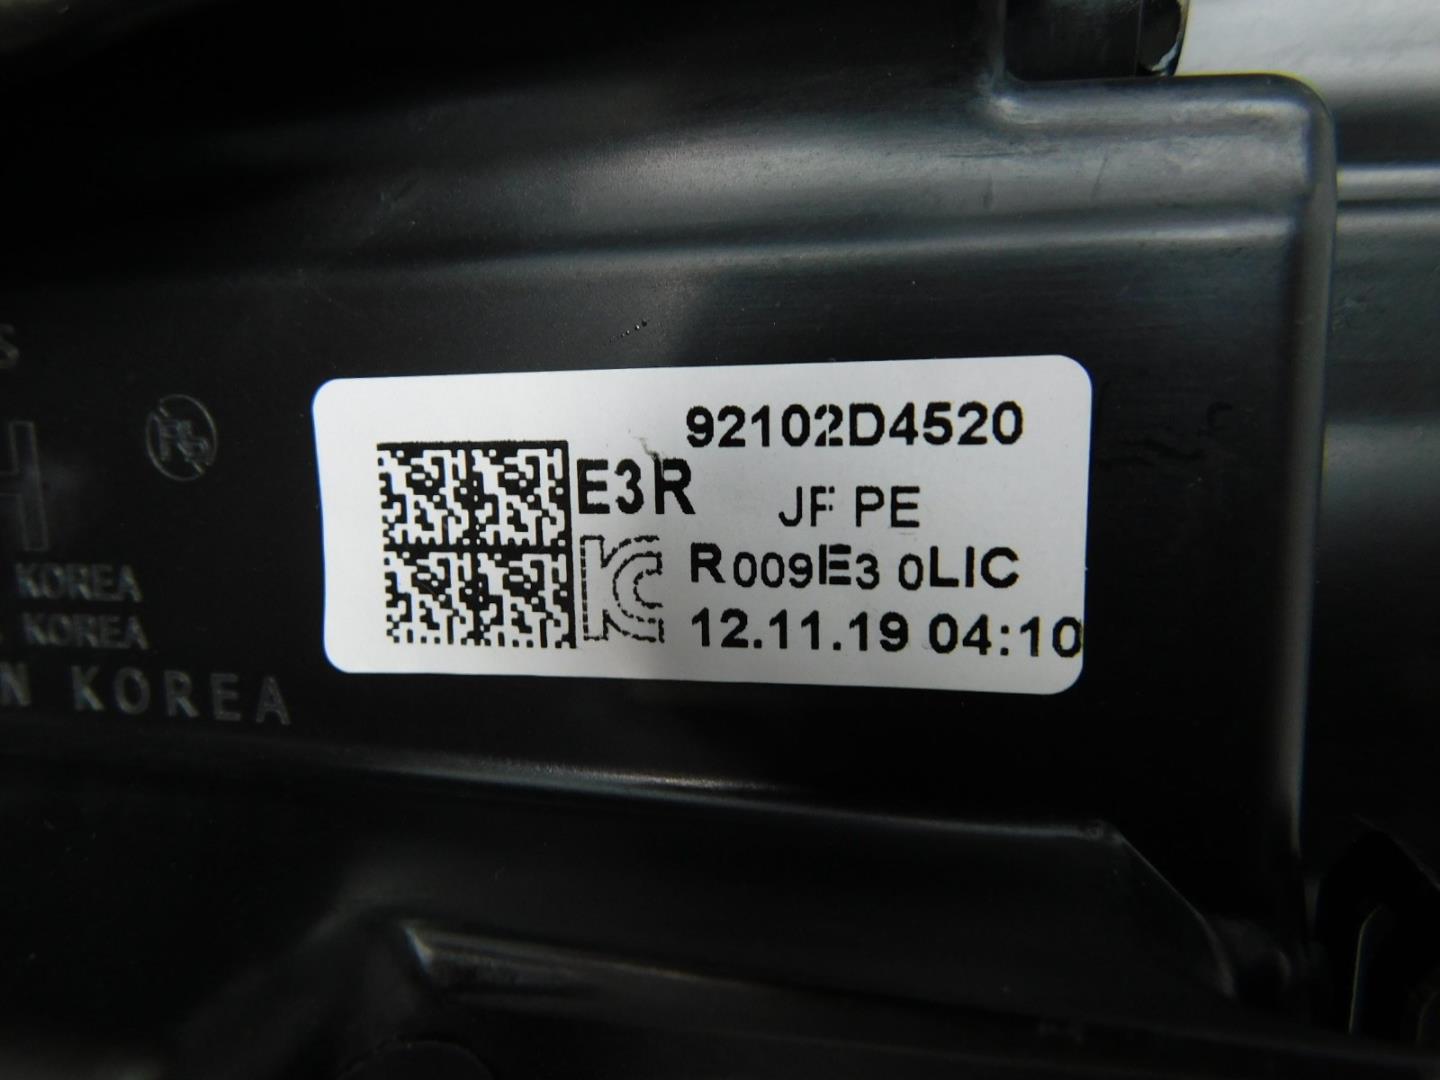 92102D4520
E3R
JF PE
R009E3 0LIC
12.11.19 04:10
S
H
KOREA
KOREA
N KOREA